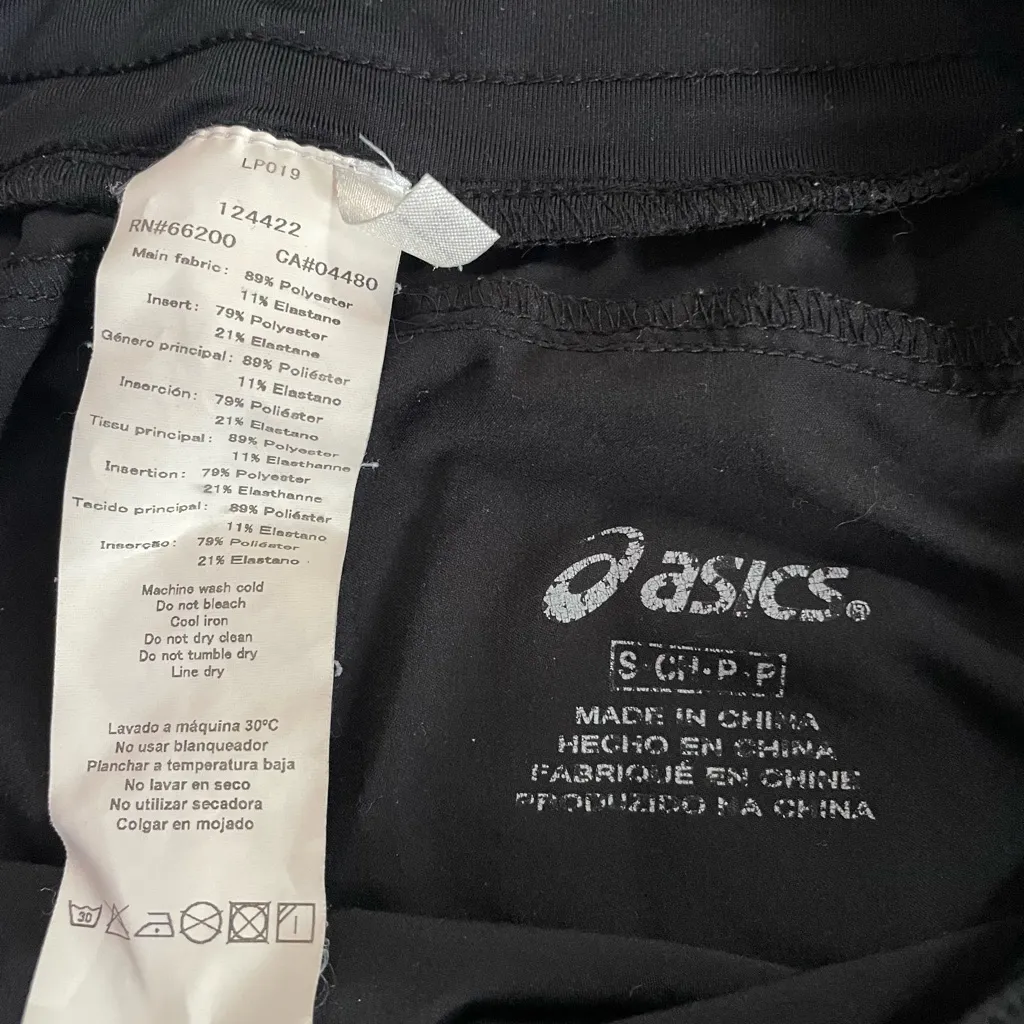 LP019
124422
RN#66200 CA#04480
Main fabric: 89% Polyester
11% Elastane
Insert: 79% Polyester
21% Elastane
Género principal: 89% Poliéster
11% Elastano
Inserción: 79% Poliéster
21% Elastano
Tissu principal: 89% Polyester
11% Elasthanne
Insertion: 79% Polyester
21% Elasthanne
Tecido principal: 89% Poliéster
11% Elastano
Inserção: 79% Poliéster
21% Elastano
Machine wash cold
Do not bleach
Cool iron
Do not dry clean
Do not tumble dry
Line dry
Lavado a máquina 30ºC
No usar blanqueador
Planchar a temperatura baja
No lavar en seco
No utilizar secadora
Colgar en mojado
30
asics®
S·CH·P·P
MADE IN CHINA
HECHO EN CHINA
FABRIQUÉ EN CHINE
PRODUZIDO NA CHINA